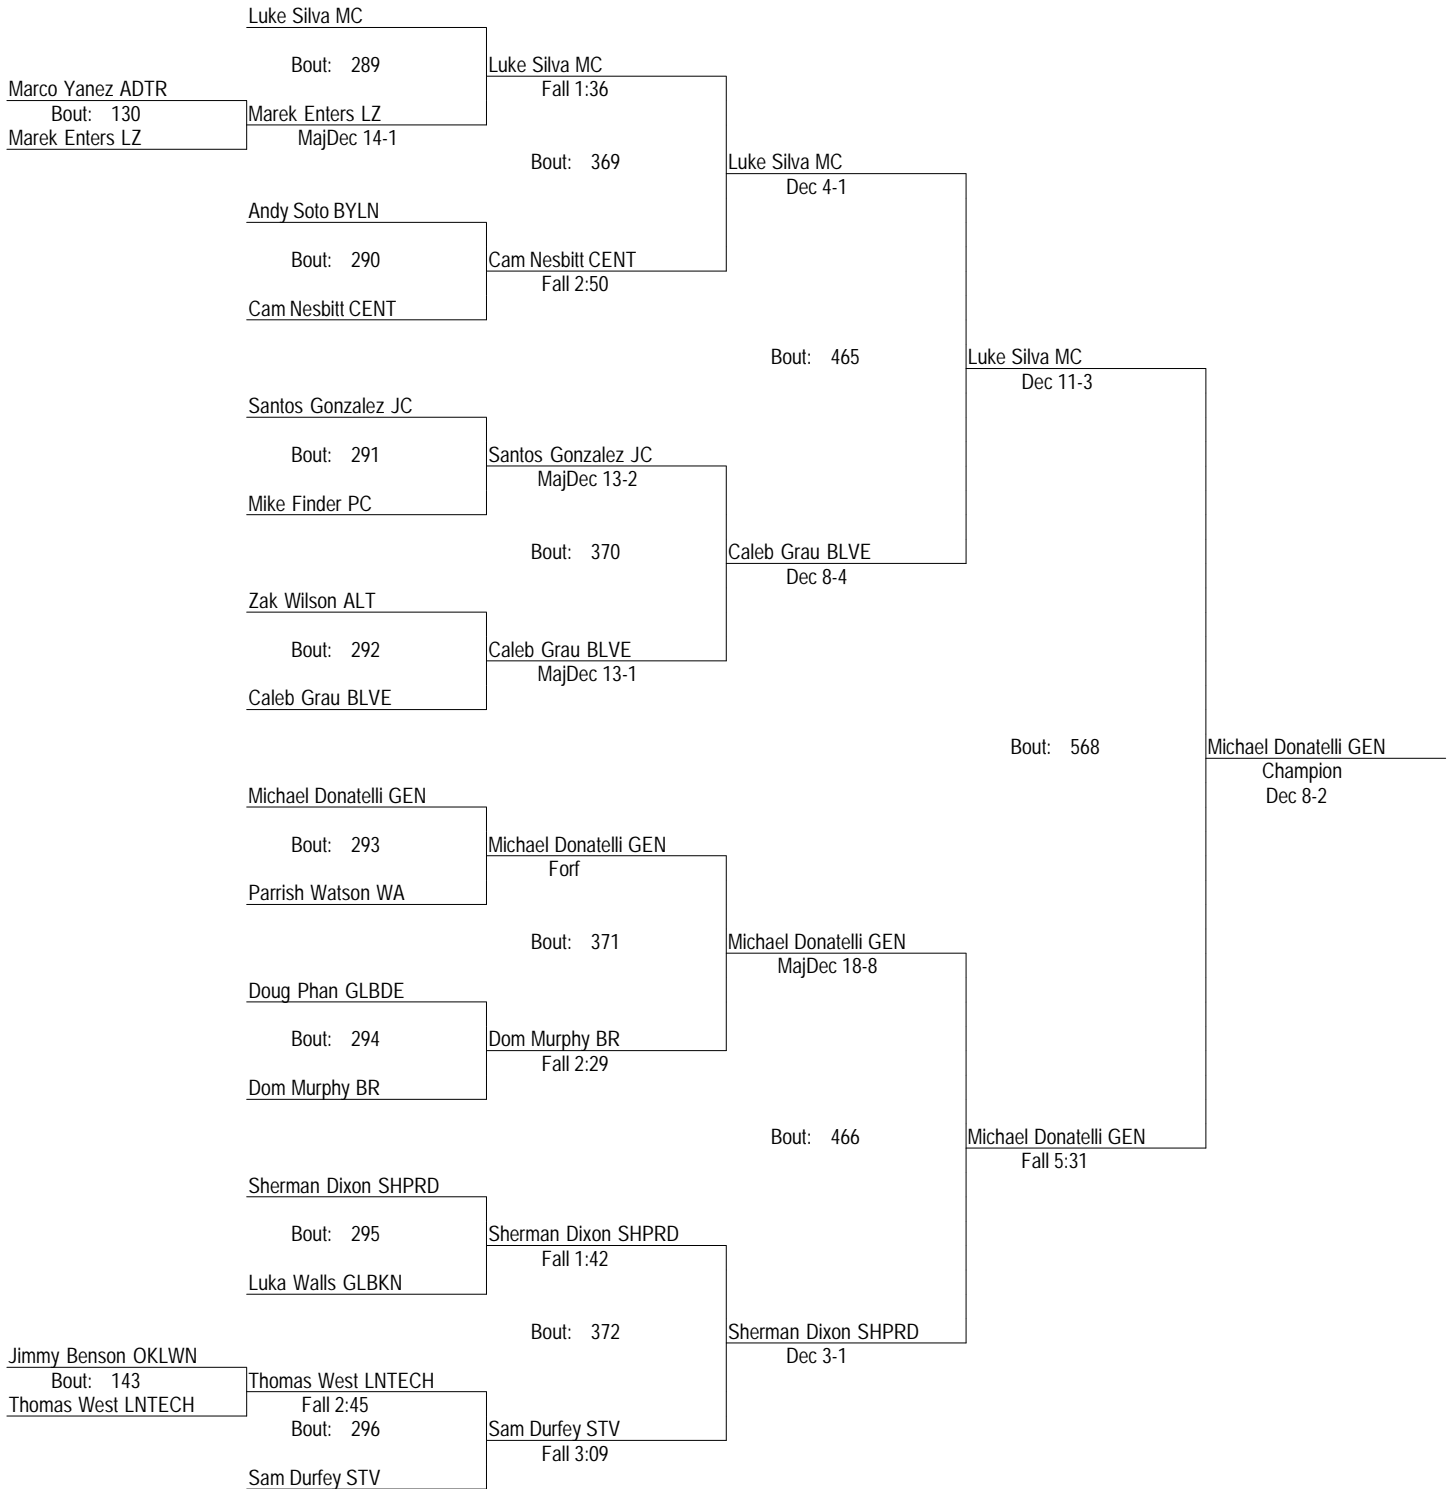 Luke Silva MC
Bout: 289
Luke Silva MC
Fall 1:36
Marco Yanez ADTR
Bout: 130
Marek Enters LZ
Marek Enters LZ
MajDec 14-1
Bout: 369
Luke Silva MC
Dec 4-1
Andy Soto BYLN
Bout: 290
Cam Nesbitt CENT
Fall 2:50
Cam Nesbitt CENT
Bout: 465
Luke Silva MC
Dec 11-3
Santos Gonzalez JC
Bout: 291
Santos Gonzalez JC
MajDec 13-2
Mike Finder PC
Bout: 370
Caleb Grau BLVE
Dec 8-4
Zak Wilson ALT
Bout: 292
Caleb Grau BLVE
MajDec 13-1
Caleb Grau BLVE
Bout: 568
Michael Donatelli GEN
Champion
Dec 8-2
Michael Donatelli GEN
Bout: 293
Michael Donatelli GEN
Forf
Parrish Watson WA
Bout: 371
Michael Donatelli GEN
MajDec 18-8
Doug Phan GLBDE
Bout: 294
Dom Murphy BR
Fall 2:29
Dom Murphy BR
Bout: 466
Michael Donatelli GEN
Fall 5:31
Sherman Dixon SHPRD
Bout: 295
Sherman Dixon SHPRD
Fall 1:42
Luka Walls GLBKN
Bout: 372
Sherman Dixon SHPRD
Dec 3-1
Jimmy Benson OKLWN
Bout: 143
Thomas West LNTECH
Thomas West LNTECH
Fall 2:45
Bout: 296
Sam Durfey STV
Fall 3:09
Sam Durfey STV